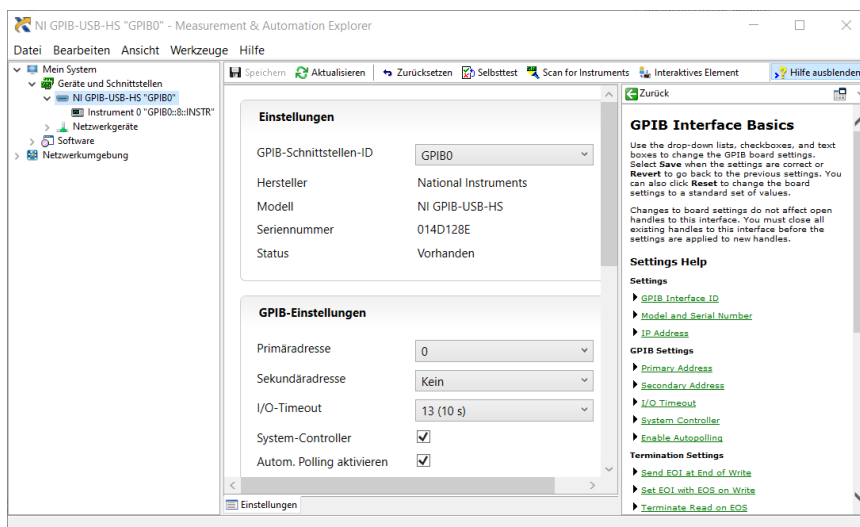 NI GPIB-USB-HS "GPIB0" - Measurement & Automation Explorer
Datei Bearbeiten Ansicht Werkzeuge Hilfe
Mein System
Geräte und Schnittstellen
NI GPIB-USB-HS "GPIB0"
Instrument 0 "GPIB0::8::INSTR"
Netzwerkgeräte
Software
Netzwerkumgebung
Speichern Aktualisieren Zurücksetzen Selbsttest Scan for Instruments Interaktives Element Hilfe ausblenden
Einstellungen
GPIB-Schnittstellen-ID GPIB0
Hersteller National Instruments
Modell NI GPIB-USB-HS
Seriennummer 014D128E
Status Vorhanden
GPIB-Einstellungen
Primäradresse 0
Sekundäradresse Kein
I/O-Timeout 13 (10 s)
System-Controller
Autom. Polling aktivieren
Einstellungen
Zurück
GPIB Interface Basics
Use the drop-down lists, checkboxes, and text
boxes to change the GPIB board settings.
Select Save when the settings are correct or
Revert to go back to the previous settings. You
can also click Reset to change the board
settings to a standard set of values.
Changes to board settings do not affect open
handles to this interface. You must close all
existing handles to this interface before the
settings are applied to new handles.
Settings Help
Settings
GPIB Interface ID
Model and Serial Number
IP Address
GPIB Settings
Primary Address
Secondary Address
I/O Timeout
System Controller
Enable Autopolling
Termination Settings
Send EOI at End of Write
Set EOI with EOS on Write
Terminate Read on EOS